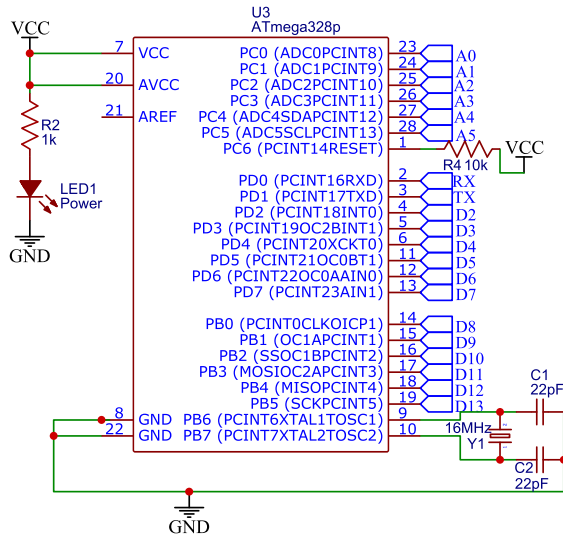 U3
ATmega328p
VCC
7 VCC
20 AVCC
21 AREF
R2
1k
LED1
Power
GND
PC0 (ADC0PCINT8) 23 A0
PC1 (ADC1PCINT9) 24 A1
PC2 (ADC2PCINT10) 25 A2
PC3 (ADC3PCINT11) 26 A3
PC4 (ADC4SDAPCINT12) 27 A4
PC5 (ADC5SCLPCINT13) 28 A5
PC6 (PCINT14RESET) 1
R4 10k
VCC
PD0 (PCINT16RXD) 2 RX
PD1 (PCINT17TXD) 3 TX
PD2 (PCINT18INT0) 4 D2
PD3 (PCINT19OC2BINT1) 5 D3
PD4 (PCINT20XCKT0) 6 D4
PD5 (PCINT21OC0BT1) 11 D5
PD6 (PCINT22OC0AAIN0) 12 D6
PD7 (PCINT23AIN1) 13 D7
PB0 (PCINT0CLKOICP1) 14 D8
PB1 (OC1APCINT1) 15 D9
PB2 (SSOC1BPCINT2) 16 D10
PB3 (MOSIOC2APCINT3) 17 D11
PB4 (MISOPCINT4) 18 D12
PB5 (SCKPCINT5) 19 D13
8 GND PB6 (PCINT6XTAL1TOSC1) 9
22 GND PB7 (PCINT7XTAL2TOSC2) 10
C1
22pF
16MHz
Y1
C2
22pF
GND